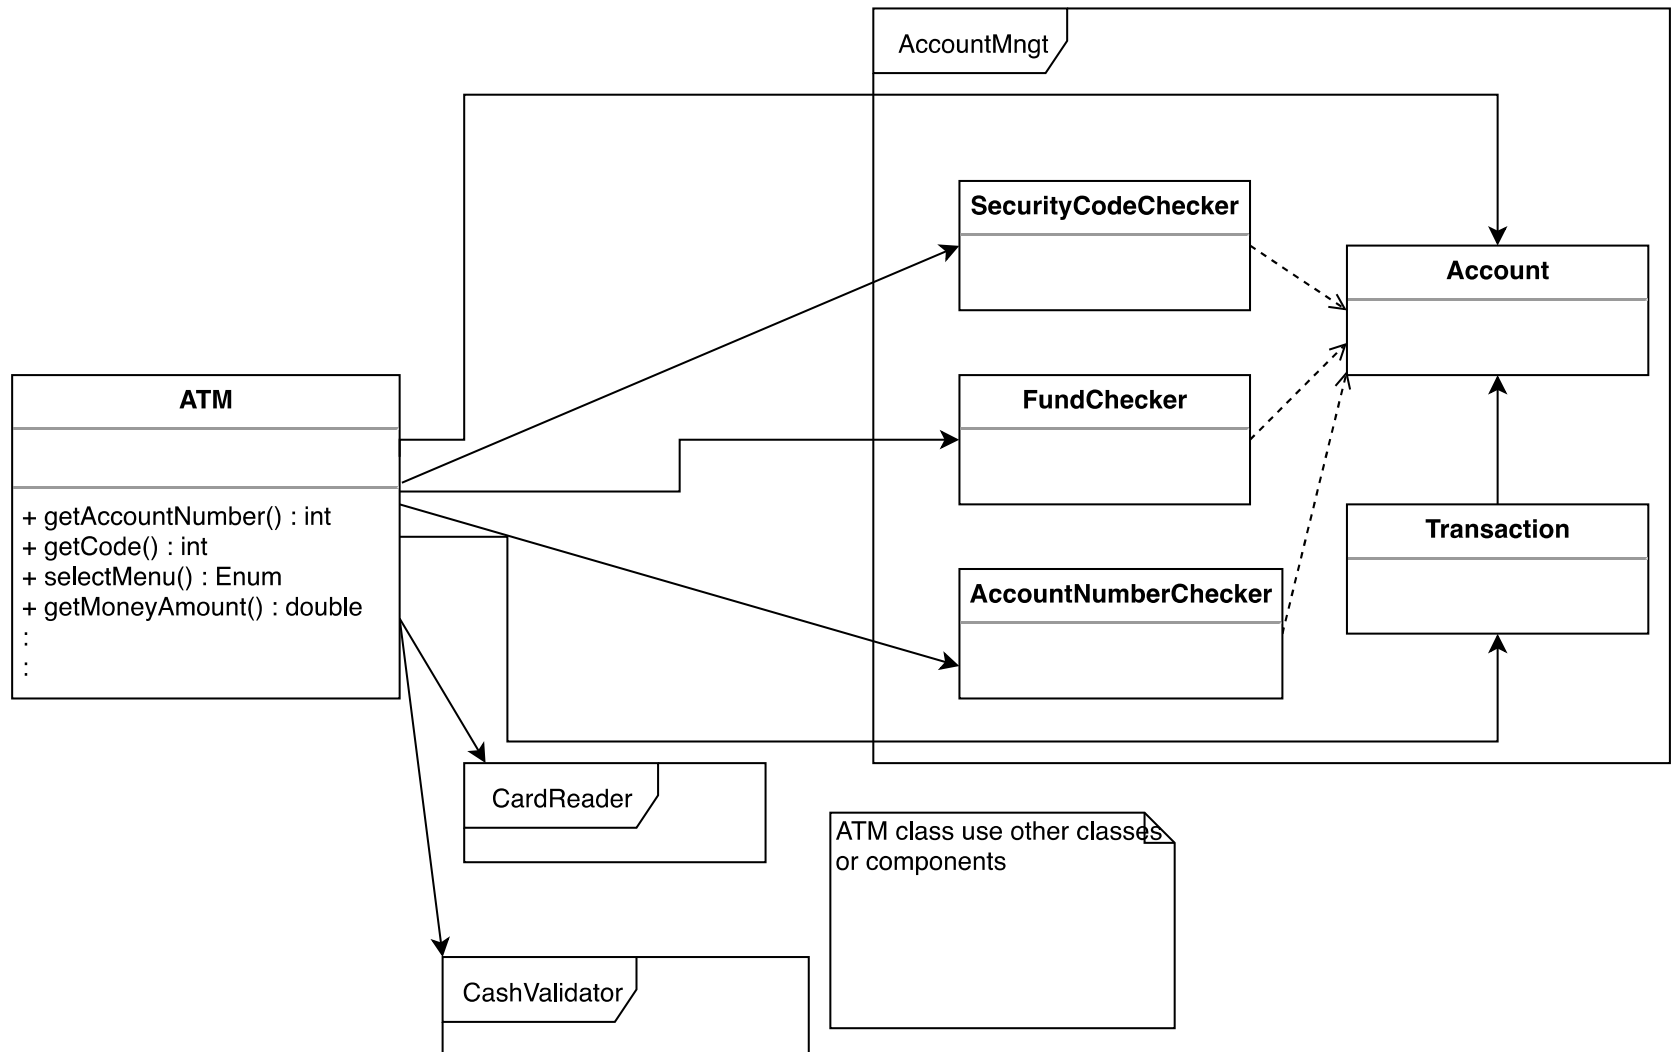 AccountMngt
SecurityCodeChecker
Account
ATM
FundChecker
+ getAccountNumber() : int
+ getCode() : int
+ selectMenu() : Enum
+ getMoneyAmount() : double
:
:
Transaction
AccountNumberChecker
CardReader
ATM class use other classes
or components
CashValidator